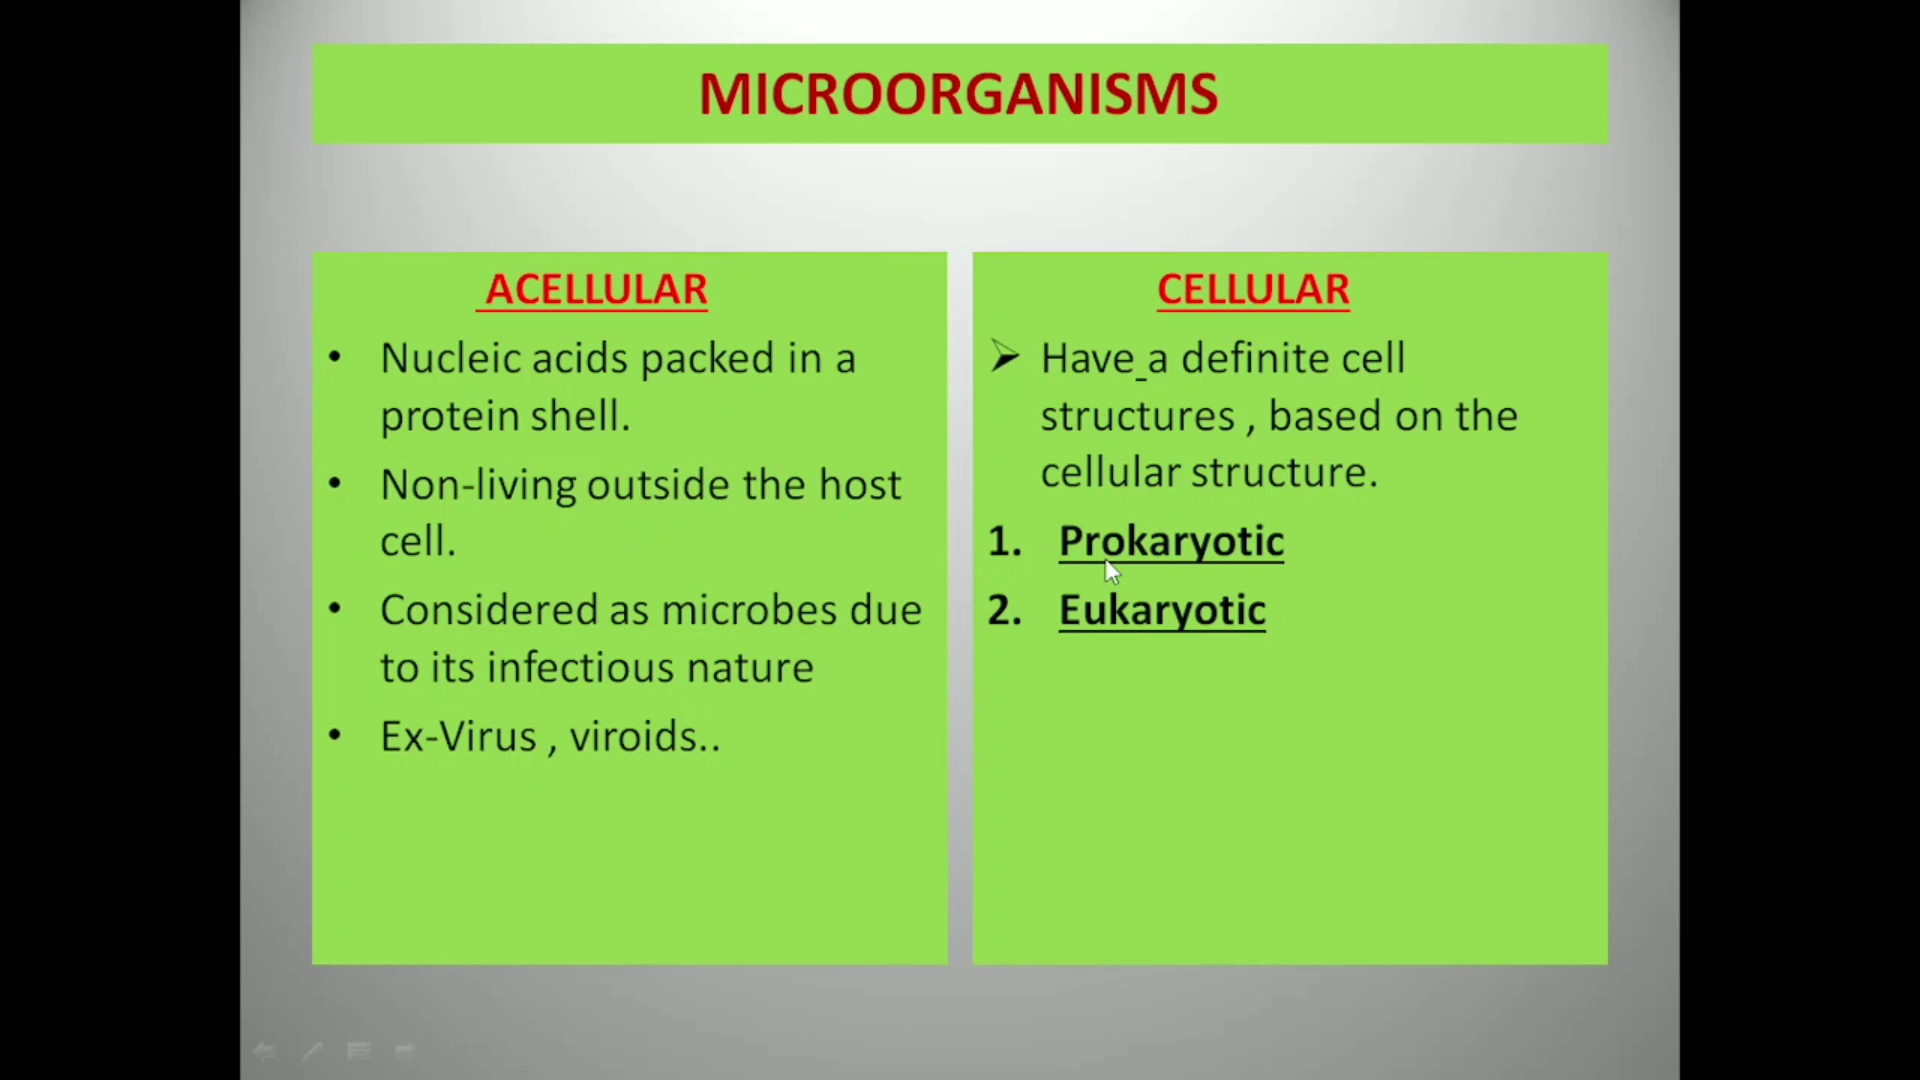 MICROORGANISMS
ACELLULAR
• Nucleic acids packed in a
protein shell.
• Non-living outside the host
cell.
• Considered as microbes due
to its infectious nature
• Ex-Virus , viroids..
CELLULAR
➢ Have a definite cell
structures , based on the
cellular structure.
1. Prokaryotic
2. Eukaryotic